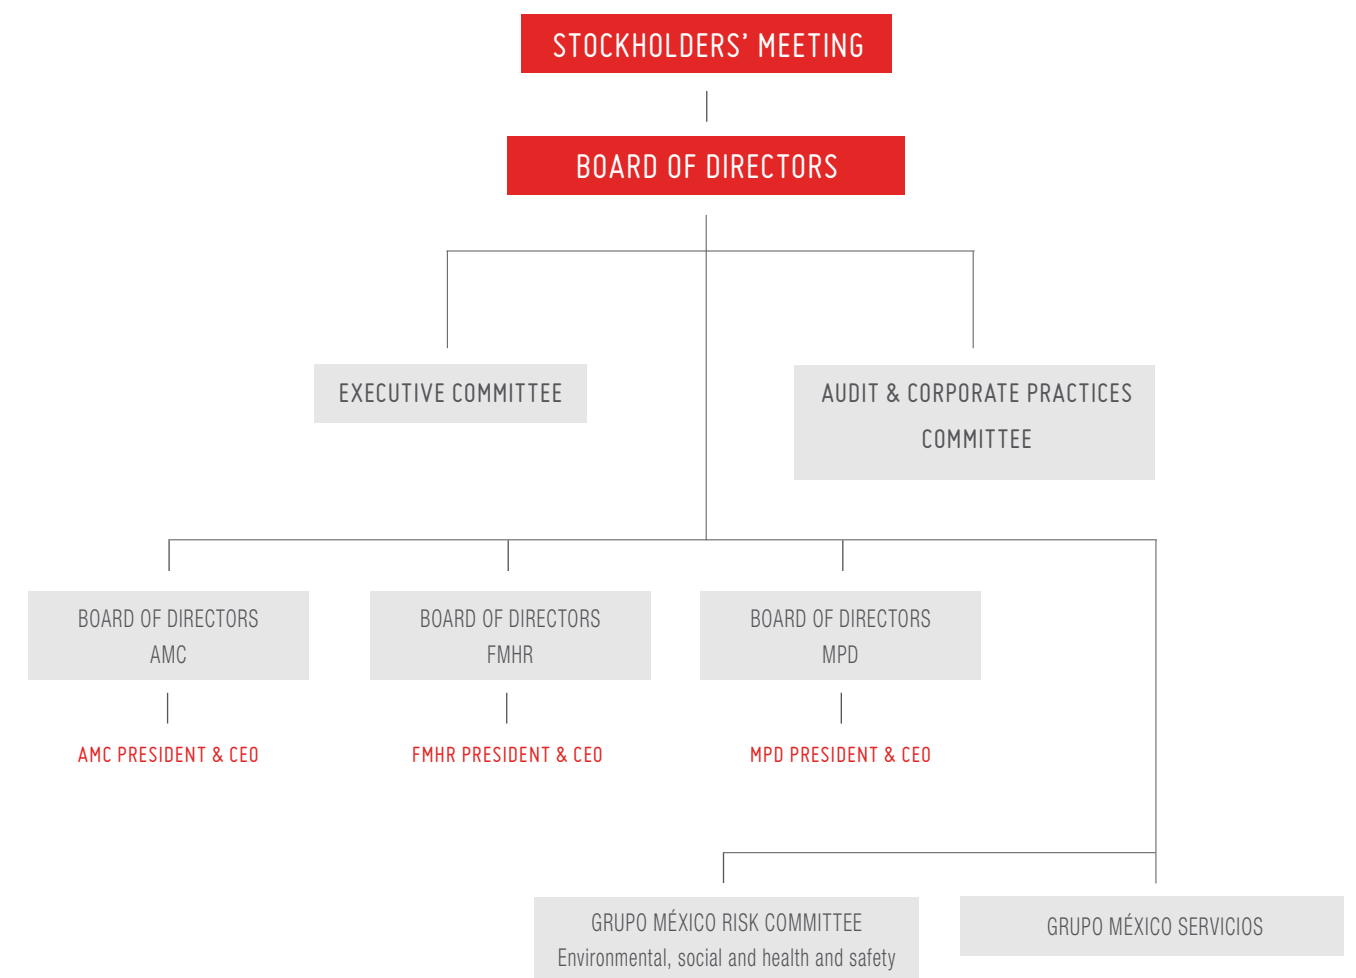 STOCKHOLDERS’ MEETING
BOARD OF DIRECTORS
EXECUTIVE COMMITTEE
AUDIT & CORPORATE PRACTICES
COMMITTEE
BOARD OF DIRECTORS
AMC
BOARD OF DIRECTORS
FMHR
BOARD OF DIRECTORS
MPD
AMC PRESIDENT & CEO
FMHR PRESIDENT & CEO
MPD PRESIDENT & CEO
GRUPO MÉXICO RISK COMMITTEE
Environmental, social and health and safety
GRUPO MÉXICO SERVICIOS